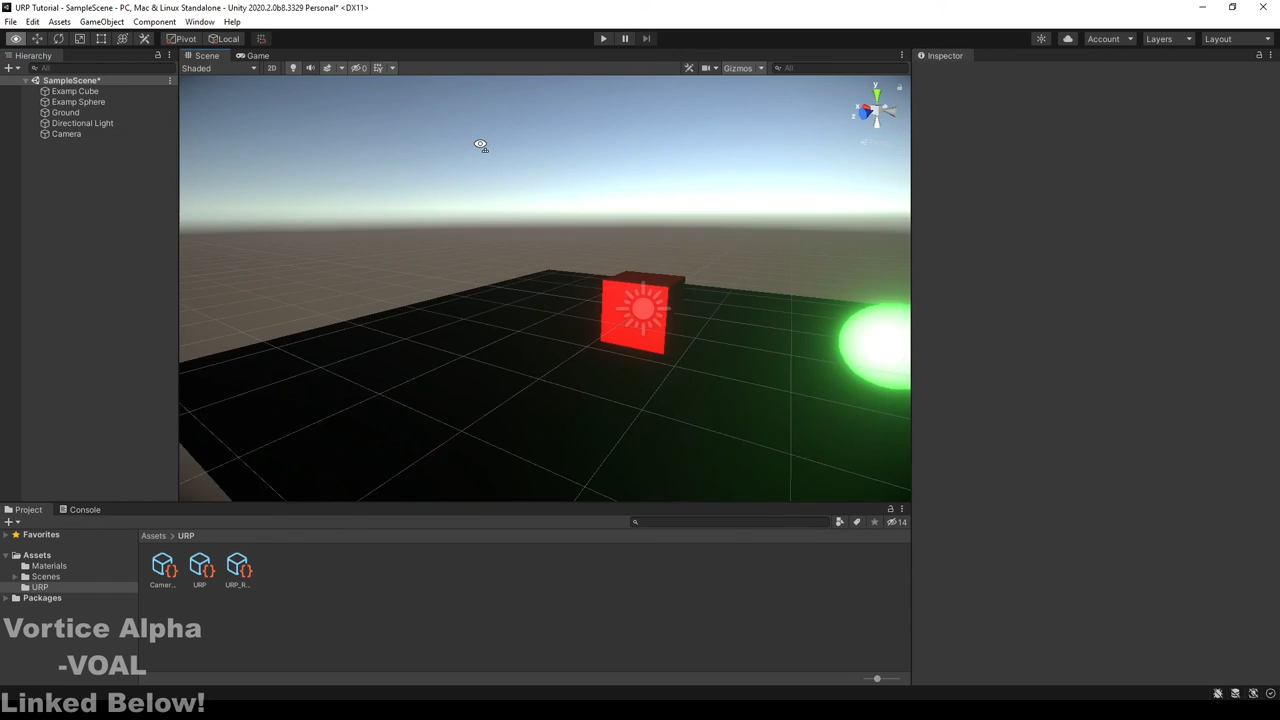 URP Tutorial - SampleScene - PC, Mac & Linux Standalone - Unity 2020.2.0b8.3329 Personal* <DX11>
File Edit Assets GameObject Component Window Help
Pivot Local Account Layers Layout
Hierarchy Scene Game Inspector
All Shaded 2D 0 Gizmos All
SampleScene*
Examp Cube
Examp Sphere
Ground
Directional Light
Camera
y
x
z
Project Console
14
Favorites
Assets > URP
Assets
Materials
Scenes
URP
Packages
Camer... URP URP_R...
Vortice Alpha
-VOAL
Linked Below!